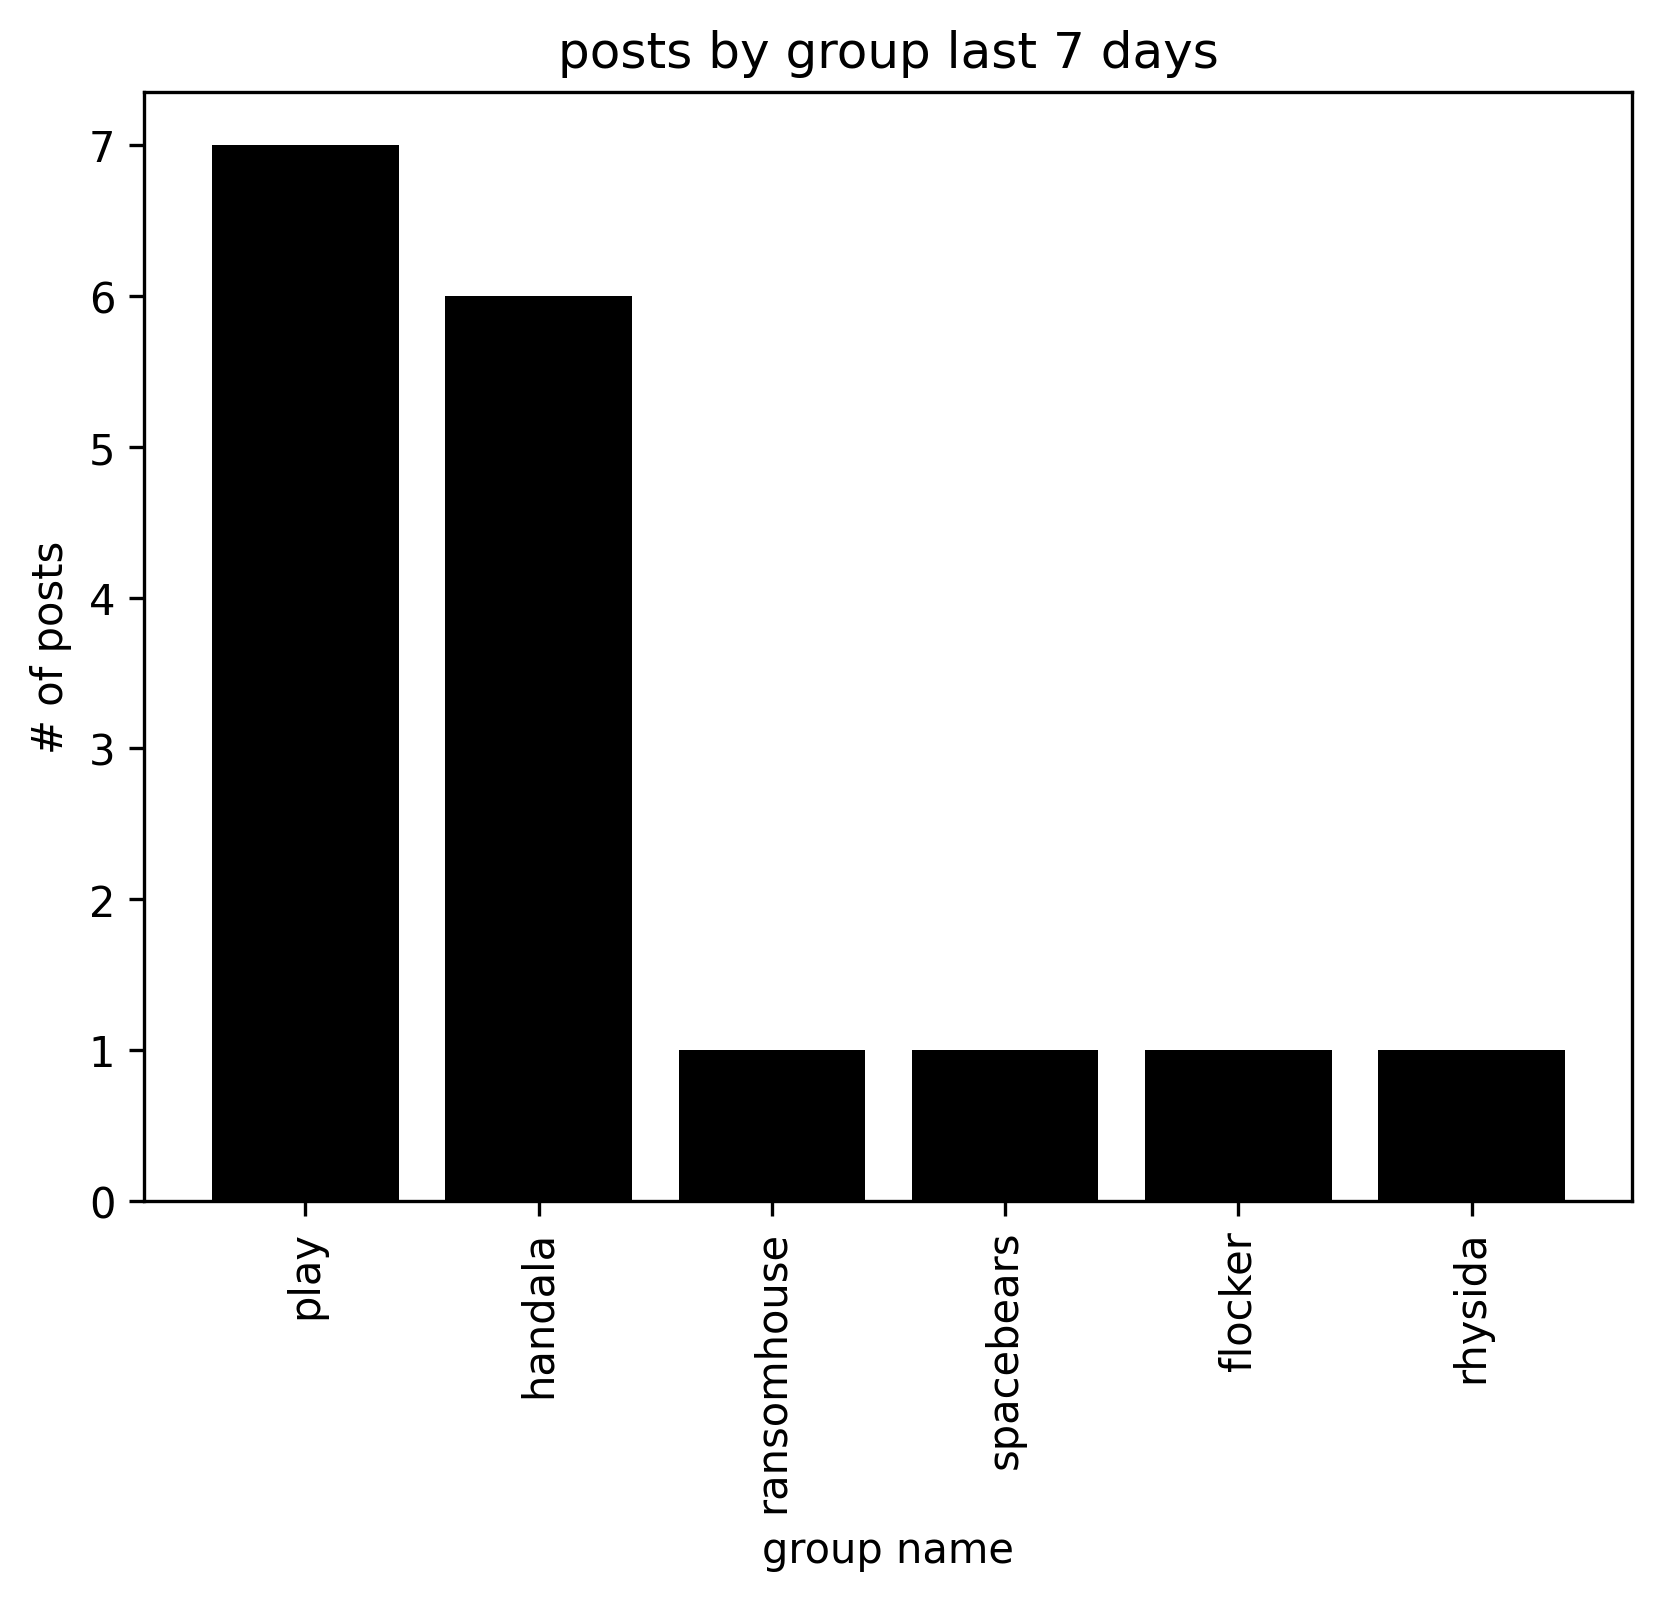 posts by group last 7 days
# of posts
7
6
5
4
3
2
1
0
play
handala
ransomhouse
spacebears
flocker
rhysida
group name